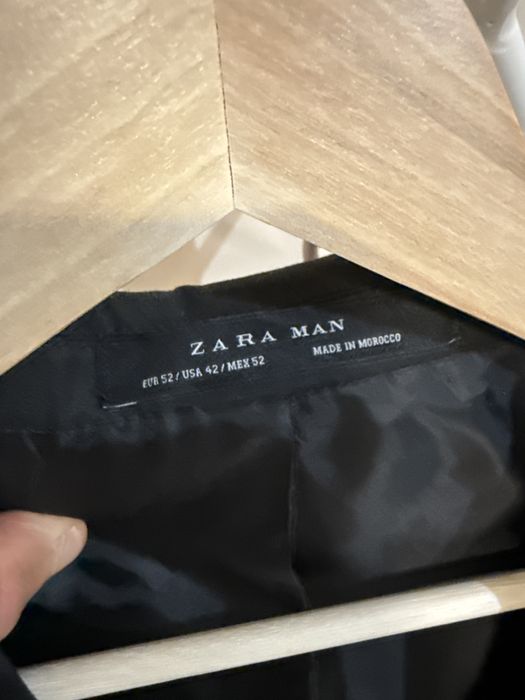 ZARA MAN
EUR 52 / USA 42 / MEX 52
MADE IN MOROCCO